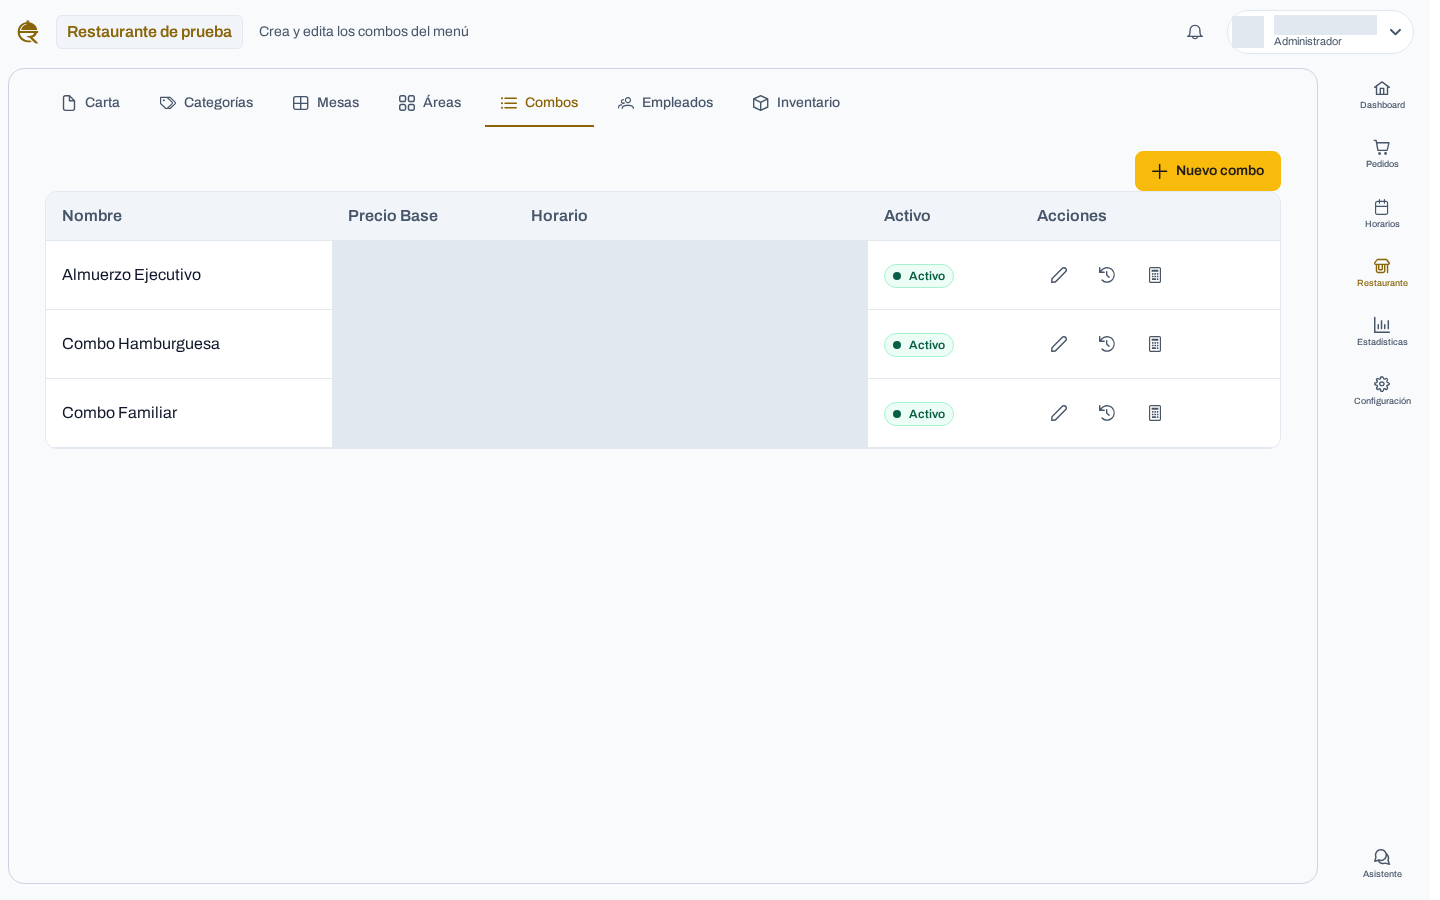 Restaurante de prueba
Crea y edita los combos del menú
Administrador
Carta
Categorías
Mesas
Áreas
Combos
Empleados
Inventario
Nuevo combo
Nombre
Precio Base
Horario
Activo
Acciones
Almuerzo Ejecutivo
Activo
Combo Hamburguesa
Activo
Combo Familiar
Activo
Dashboard
Pedidos
Horarios
Restaurante
Estadísticas
Configuración
Asistente